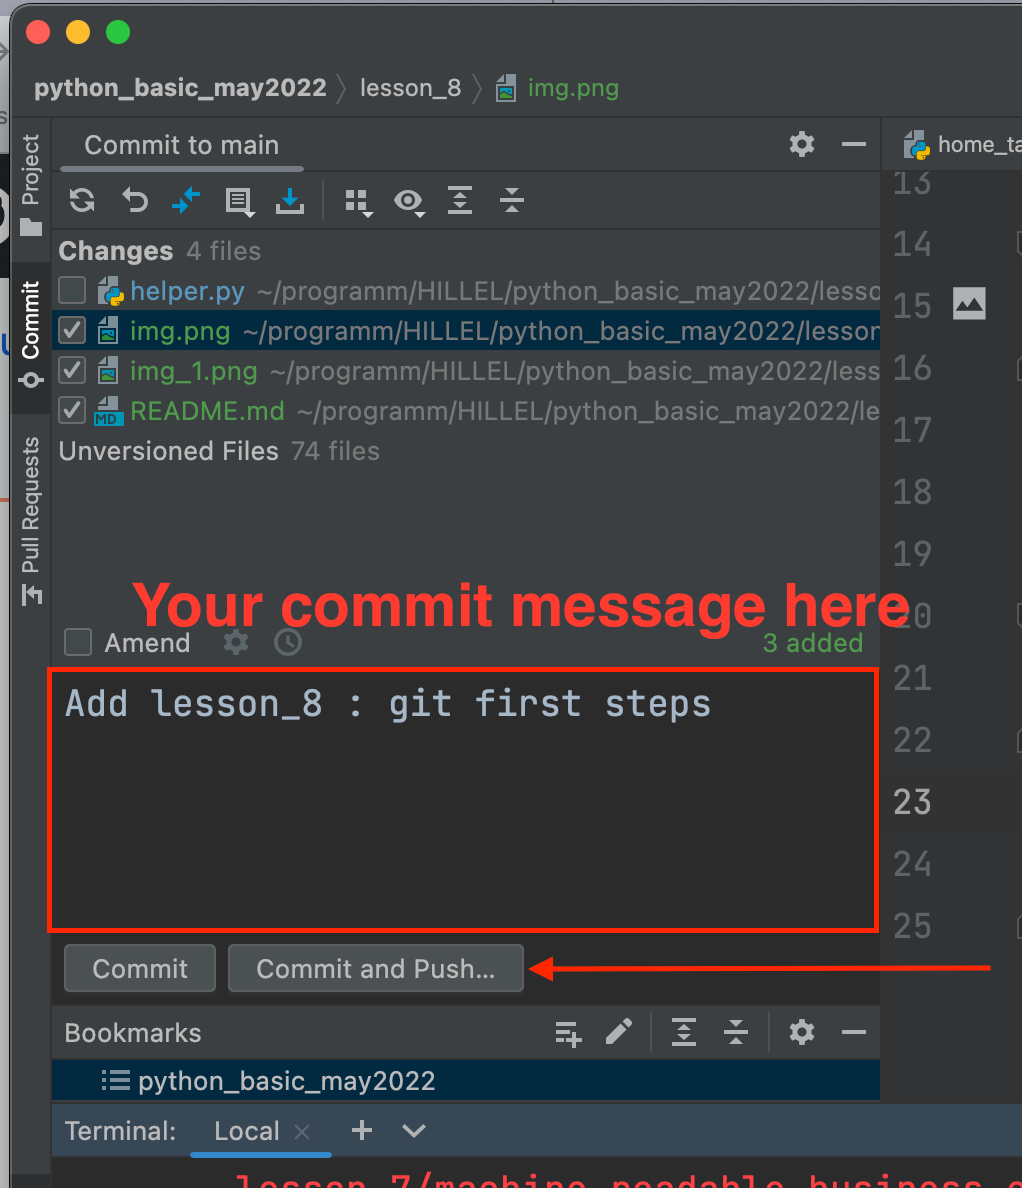 python_basic_may2022 lesson_8 img.png
Project
Commit
Pull Requests
Commit to main
Changes 4 files
helper.py ~/programm/HILLEL/python_basic_may2022/lesso
img.png ~/programm/HILLEL/python_basic_may2022/lesson
img_1.png ~/programm/HILLEL/python_basic_may2022/less
MD README.md ~/programm/HILLEL/python_basic_may2022/le
Unversioned Files 74 files
Your commit message here
Amend 3 added
Add lesson_8 : git first steps
Commit Commit and Push...
Bookmarks
python_basic_may2022
Terminal: Local
lesson_7/machine_readable_business
home_ta
13
14
15
16
17
18
19
20
21
22
23
24
25